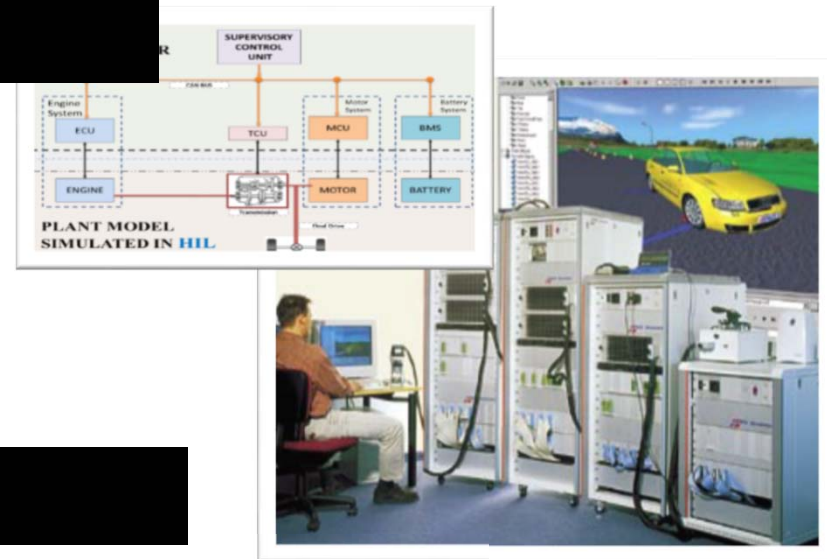 R
SUPERVISORY
CONTROL
UNIT
CAN BUS
Engine
System
Motor
System
Battery
System
ECU
TCU
MCU
BMS
ENGINE
MOTOR
BATTERY
Transmission
Final Drive
PLANT MODEL
SIMULATED IN HIL